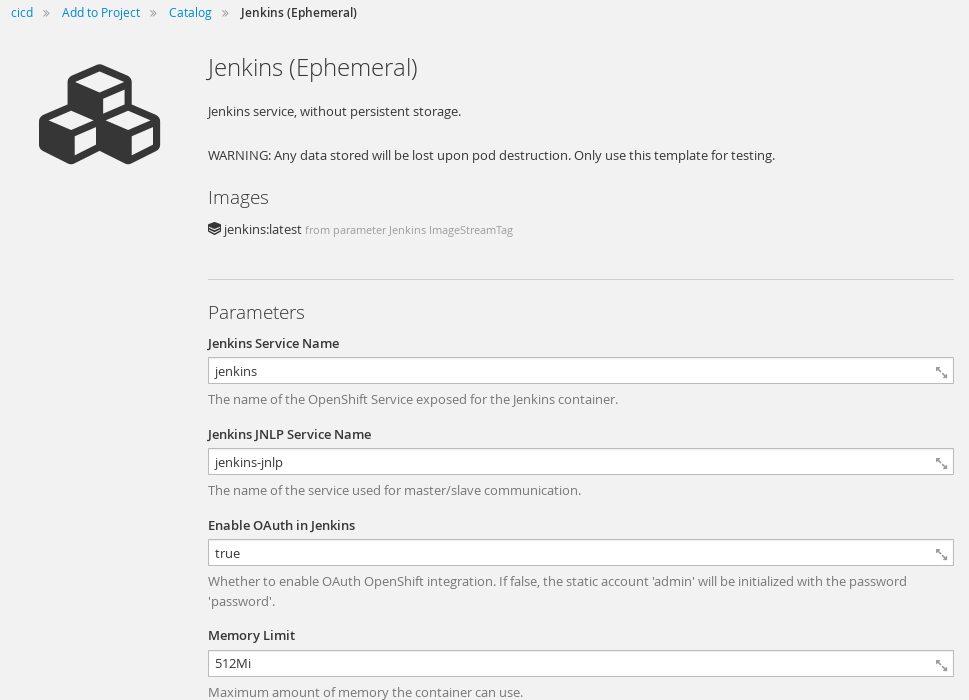 cicd » Add to Project » Catalog » Jenkins (Ephemeral)
Jenkins (Ephemeral)
Jenkins service, without persistent storage.
WARNING: Any data stored will be lost upon pod destruction. Only use this template for testing.
Images
jenkins:latest from parameter Jenkins ImageStreamTag
Parameters
Jenkins Service Name
jenkins
The name of the OpenShift Service exposed for the Jenkins container.
Jenkins JNLP Service Name
jenkins-jnlp
The name of the service used for master/slave communication.
Enable OAuth in Jenkins
true
Whether to enable OAuth OpenShift integration. If false, the static account 'admin' will be initialized with the password
'password'.
Memory Limit
512Mi
Maximum amount of memory the container can use.